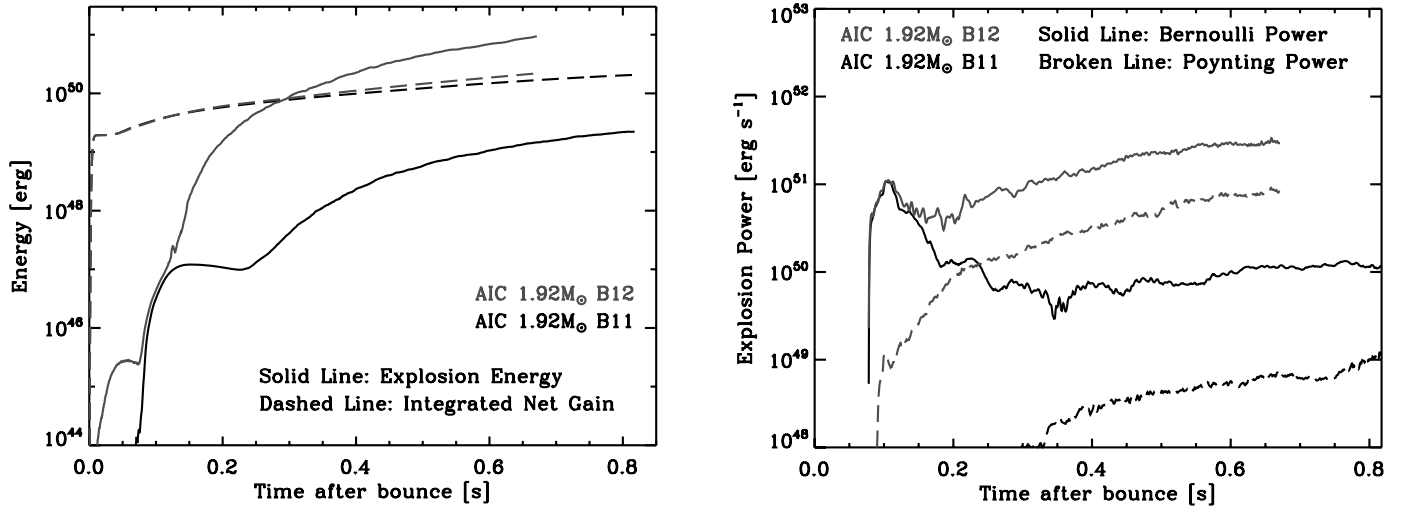 10^50
10^48
10^46
10^44
Energy [erg]
AIC 1.92M⊙ B12
AIC 1.92M⊙ B11
Solid Line: Explosion Energy
Dashed Line: Integrated Net Gain
0.0 0.2 0.4 0.6 0.8
Time after bounce [s]
10^53
10^52
10^51
10^50
10^49
10^48
Explosion Power [erg s^-1]
AIC 1.92M⊙ B12 Solid Line: Bernoulli Power
AIC 1.92M⊙ B11 Broken Line: Poynting Power
0.0 0.2 0.4 0.6 0.8
Time after bounce [s]